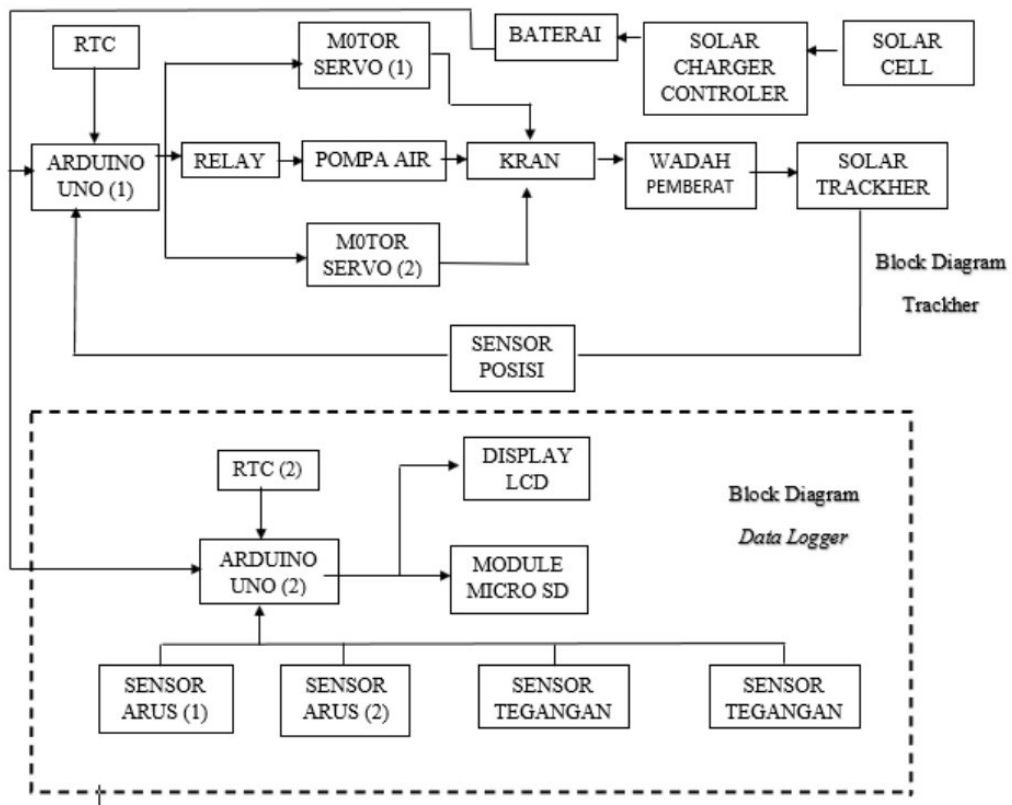 RTC
M0TOR
SERVO (1)
BATERAI
SOLAR
CHARGER
CONTROLER
SOLAR
CELL
ARDUINO
UNO (1)
RELAY
POMPA AIR
KRAN
WADAH
PEMBERAT
SOLAR
TRACKHER
M0TOR
SERVO (2)
Block Diagram
Trackher
SENSOR
POSISI
RTC (2)
DISPLAY
LCD
Block Diagram
Data Logger
ARDUINO
UNO (2)
MODULE
MICRO SD
SENSOR
ARUS (1)
SENSOR
ARUS (2)
SENSOR
TEGANGAN
SENSOR
TEGANGAN